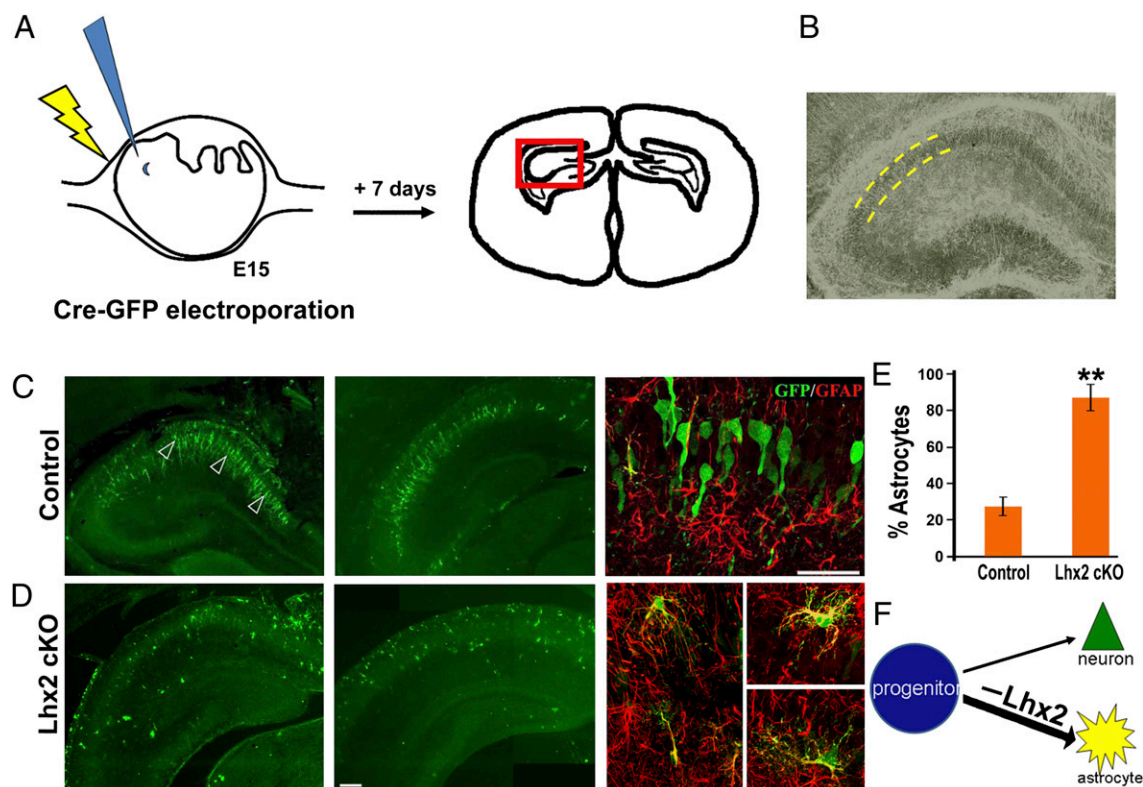 A
B
+ 7 days
E15
Cre-GFP electroporation
C
Control
GFP/GFAP
E
% Astrocytes
100
80
60
40
20
0
**
Control
Lhx2 cKO
D
Lhx2 cKO
F
progenitor
neuron
–Lhx2
astrocyte